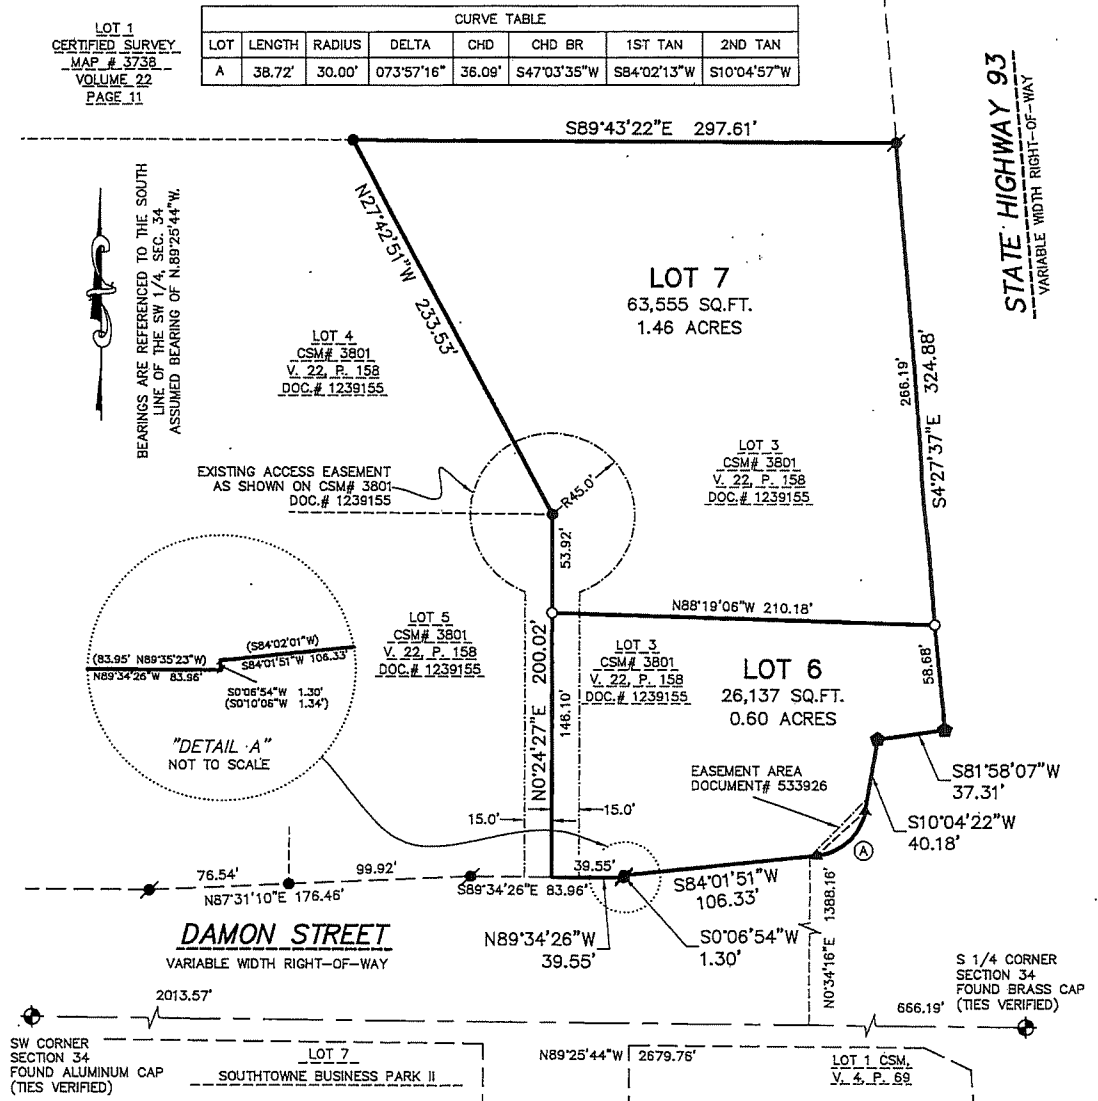 LOT 1
CERTIFIED SURVEY
MAP # 3738
VOLUME 22
PAGE 11
CURVE TABLE
LOT LENGTH RADIUS DELTA CHD CHD BR 1ST TAN 2ND TAN
A 38.72' 30.00' 073°57'16" 36.09' S47°03'35"W S84°02'13"W S10°04'57"W
STATE HIGHWAY 93
VARIABLE WIDTH RIGHT-OF-WAY
S89°43'22"E 297.61'
BEARINGS ARE REFERENCED TO THE SOUTH
LINE OF THE SW 1/4, SEC. 34
ASSUMED BEARING OF N.89°25'44"W.
N27°42'51"W 233.53'
LOT 7
63,555 SQ.FT.
1.46 ACRES
LOT 4
CSM# 3801
V. 22, P. 158
DOC.# 1239155
266.19'
S4°27'37"E 324.88'
EXISTING ACCESS EASEMENT
AS SHOWN ON CSM# 3801
DOC.# 1239155
R45.0'
LOT 3
CSM# 3801
V. 22, P. 158
DOC.# 1239155
53.92'
N88°19'06"W 210.18'
LOT 5
CSM# 3801
V. 22, P. 158
DOC.# 1239155
N0°24'27"E 200.02'
146.10'
LOT 3
CSM# 3801
V. 22, P. 158
DOC.# 1239155
LOT 6
26,137 SQ.FT.
0.60 ACRES
58.68'
(83.95' N89°35'23"W)
N89°34'26"W 83.96'
(S84°02'01"W)
S84°01'51"W 106.33'
S0°06'54"W 1.30'
(S0°10'06"W 1.34')
"DETAIL A"
NOT TO SCALE
EASEMENT AREA
DOCUMENT# 533926
S81°58'07"W
37.31'
S10°04'22"W
40.18'
A
15.0'
15.0'
76.54'
99.92'
N87°31'10"E 176.46'
S89°34'26"E 83.96'
39.55'
S84°01'51"W
106.33'
N89°34'26"W
39.55'
S0°06'54"W
1.30'
N0°34'16"E 1388.16'
DAMON STREET
VARIABLE WIDTH RIGHT-OF-WAY
S 1/4 CORNER
SECTION 34
FOUND BRASS CAP
(TIES VERIFIED)
2013.57'
666.19'
SW CORNER
SECTION 34
FOUND ALUMINUM CAP
(TIES VERIFIED)
LOT 7
SOUTHTOWNE BUSINESS PARK II
N89°25'44"W 2679.76'
LOT 1 CSM,
V. 4, P. 69